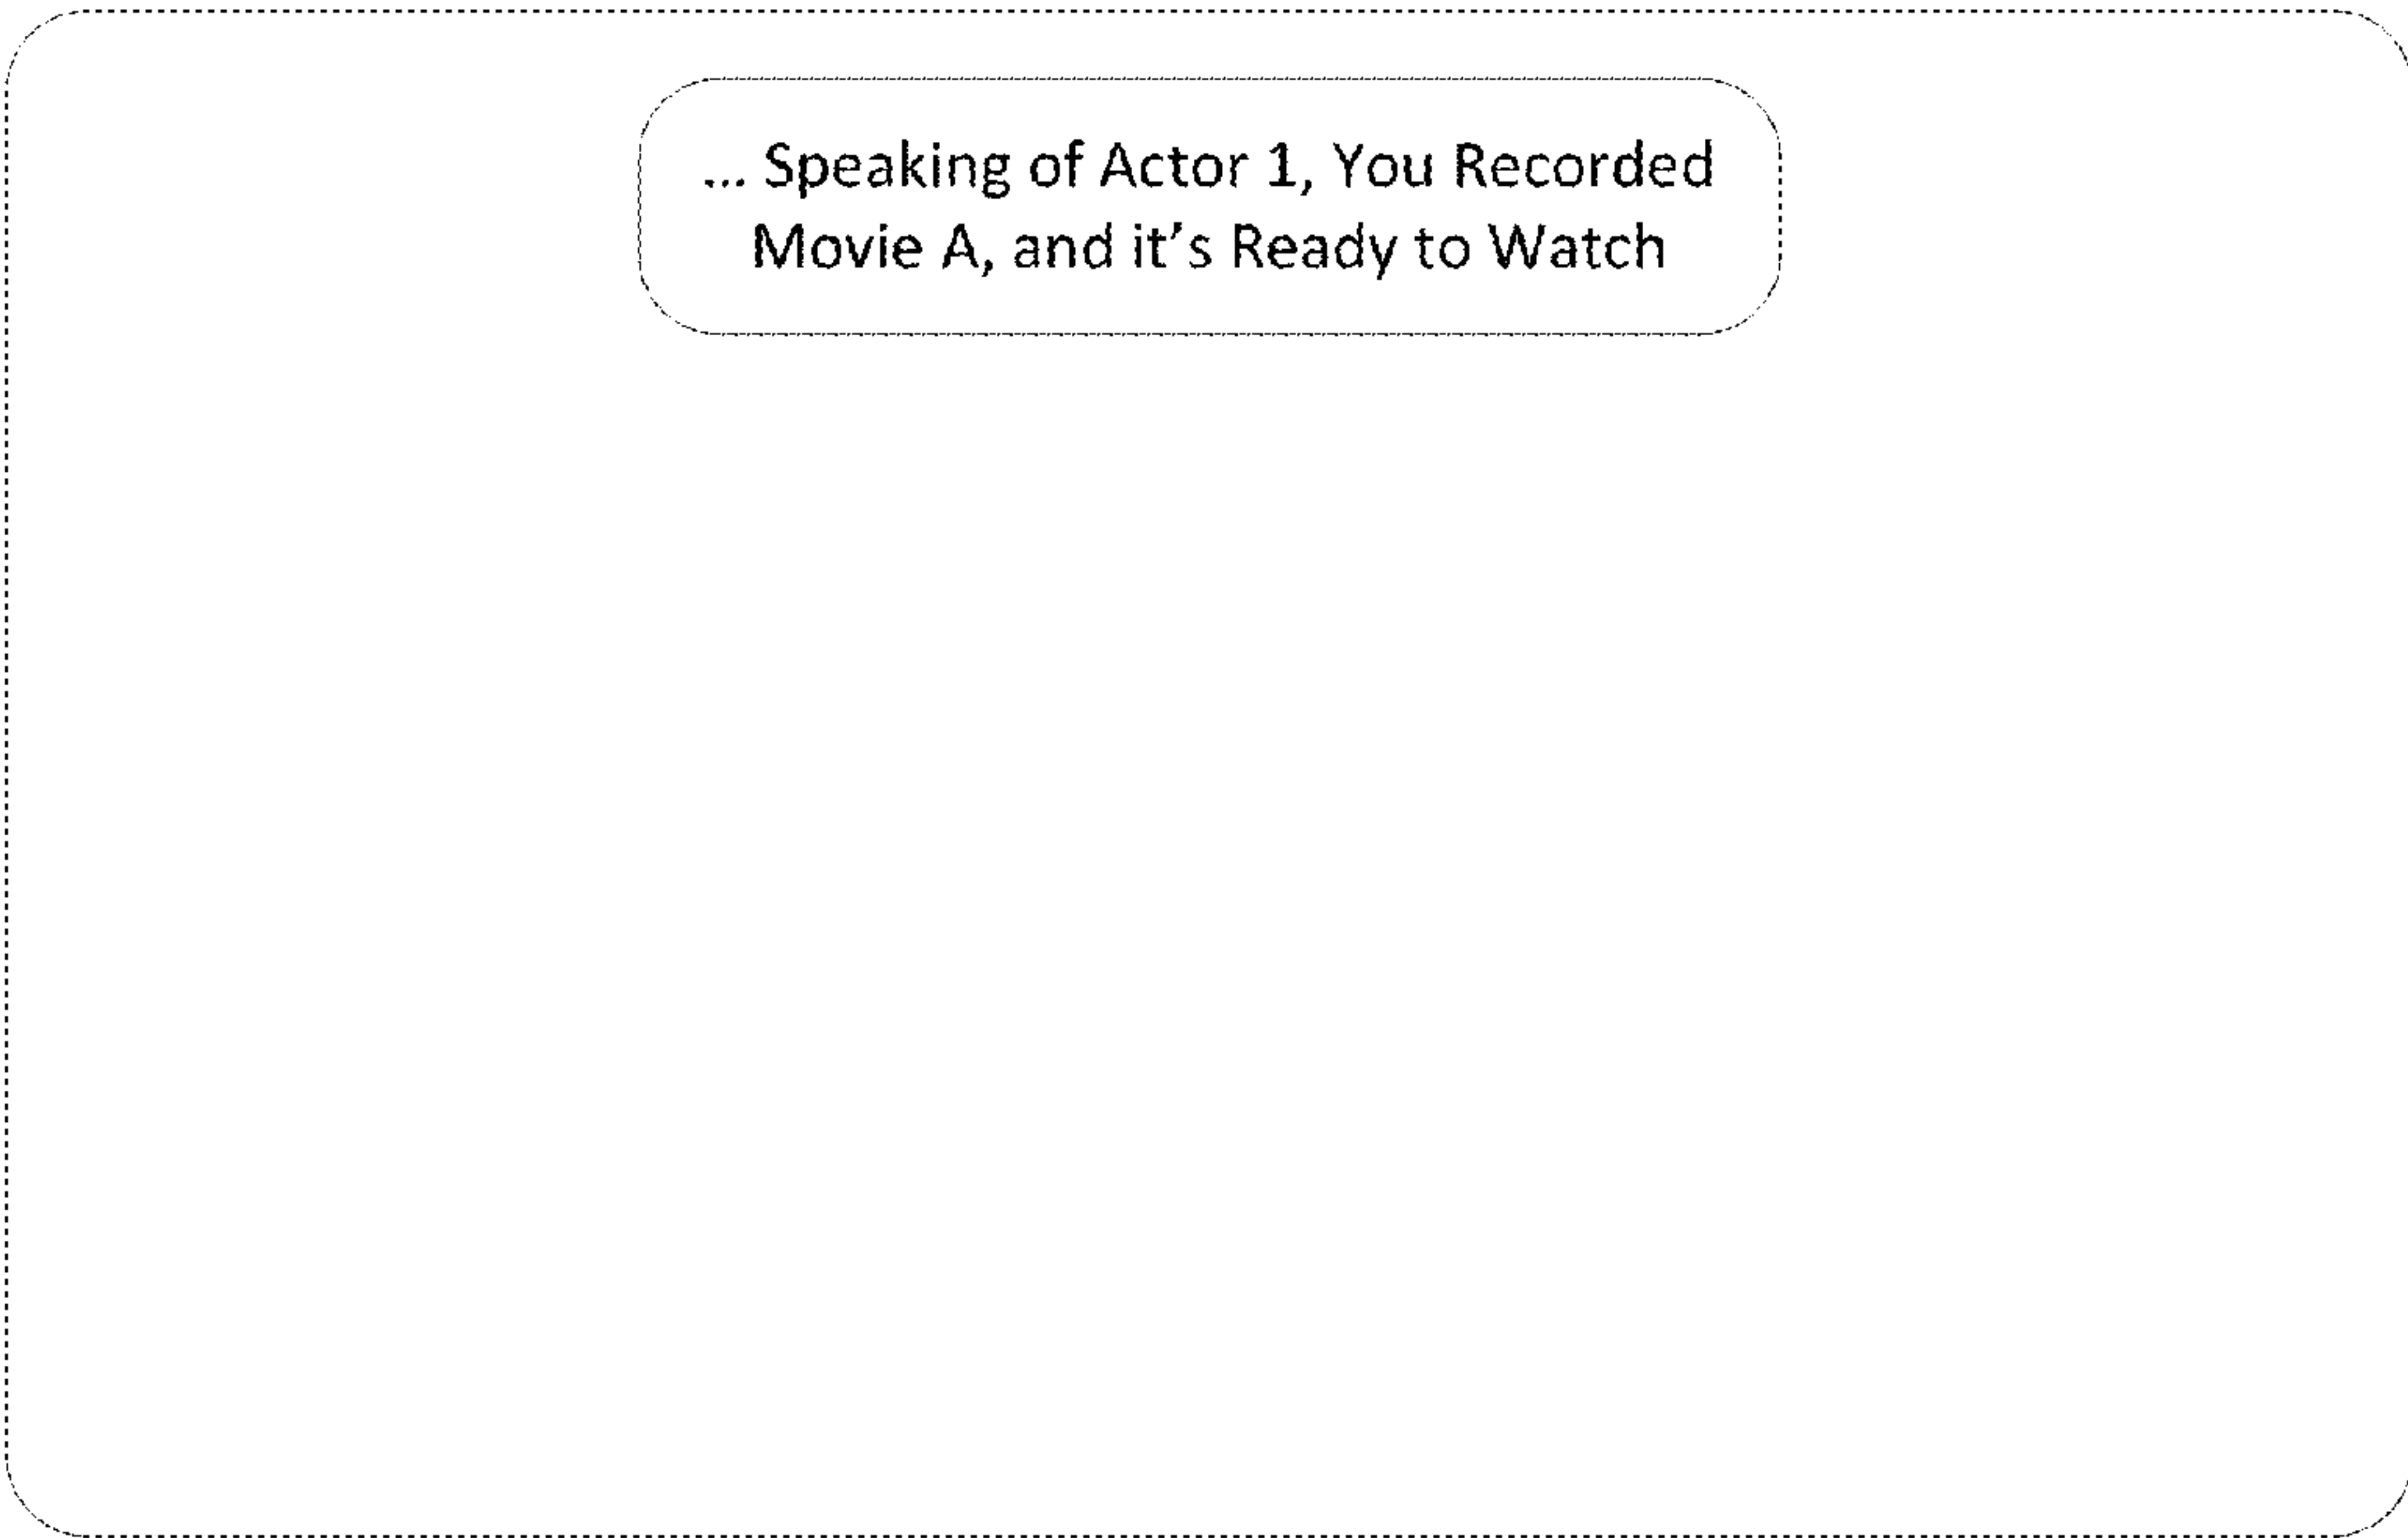 ... Speaking of Actor 1, You Recorded
Movie A, and it's Ready to Watch